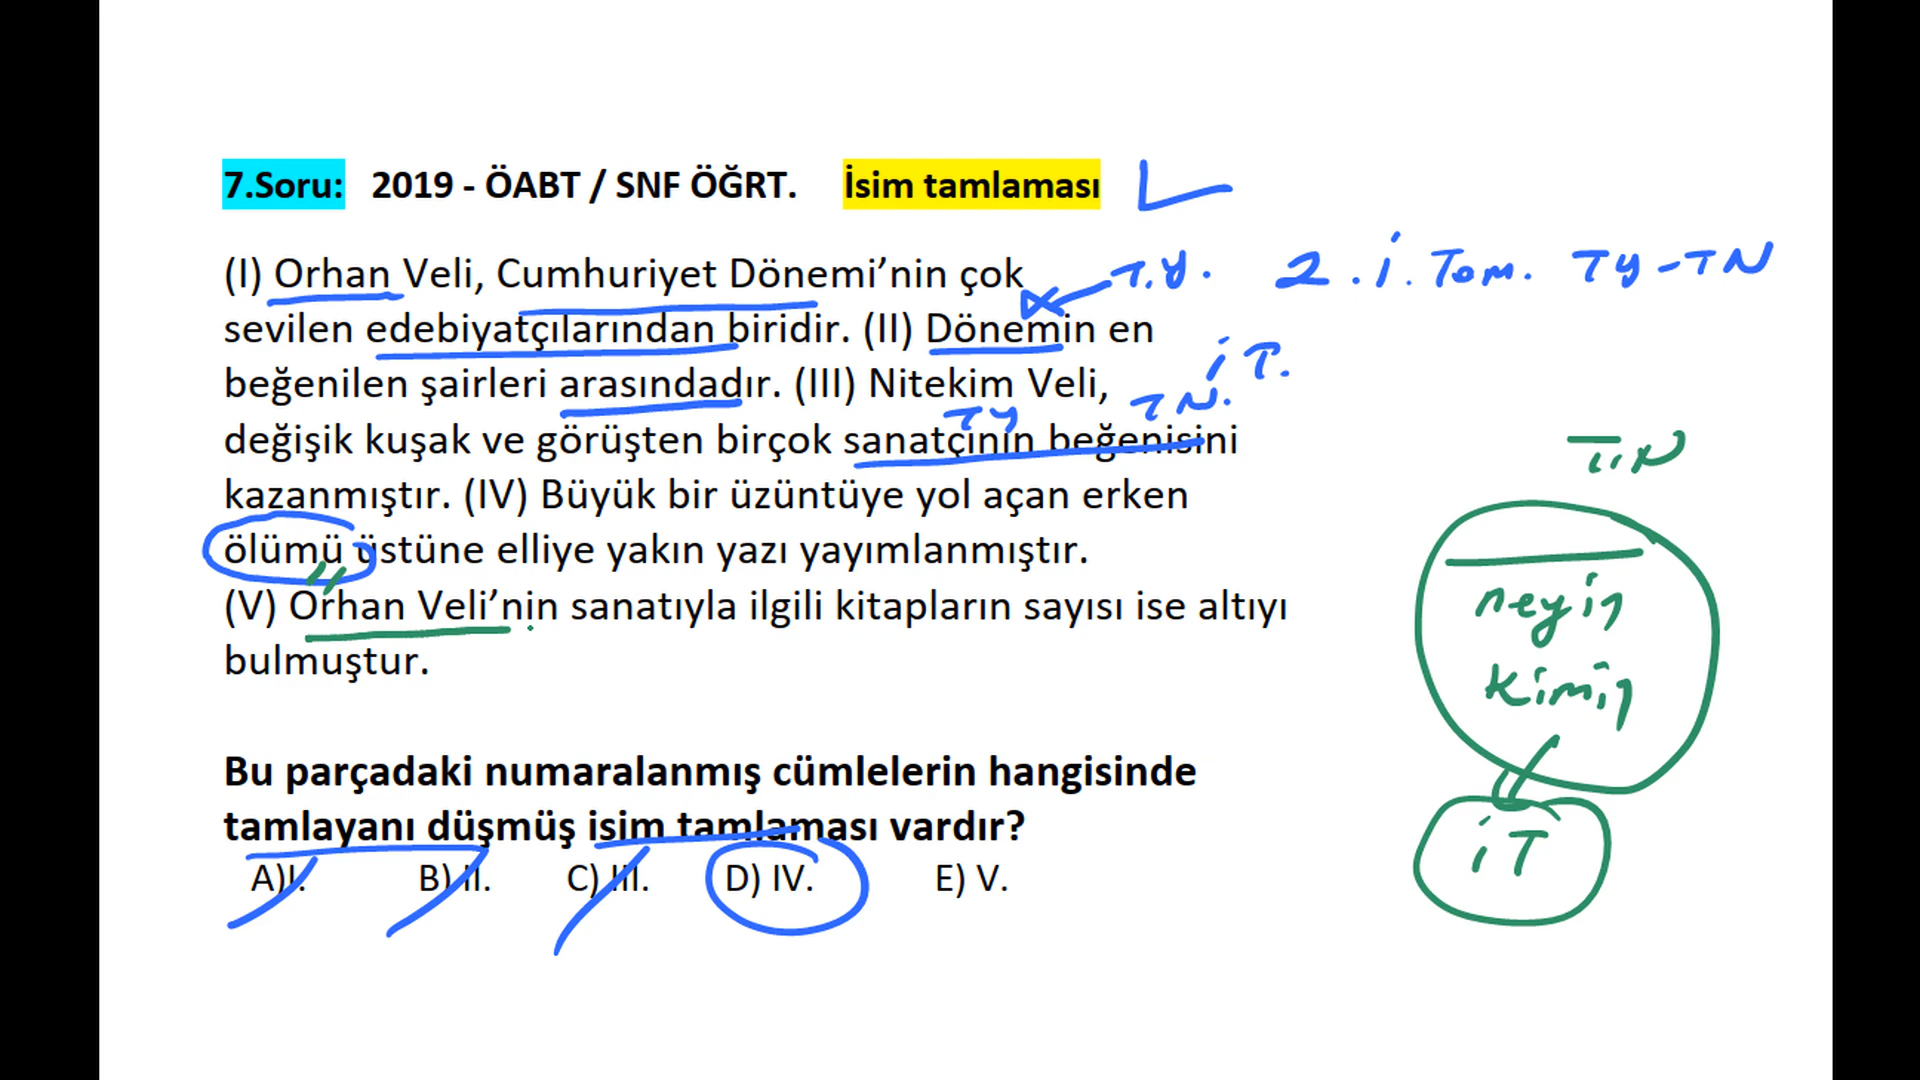 7.Soru: 2019 - ÖABT / SNF ÖĞRT. İsim tamlaması
(I) Orhan Veli, Cumhuriyet Dönemi’nin çok
T.Y. 2. İ. Tam. TY-TN
sevilen edebiyatçılarından biridir. (II) Dönemin en
İT.
beğenilen şairleri arasındadır. (III) Nitekim Veli,
TY TN.
değişik kuşak ve görüşten birçok sanatçının beğenisini
T.N
kazanmıştır. (IV) Büyük bir üzüntüye yol açan erken
ölümü üstüne elliye yakın yazı yayımlanmıştır.
(V) Orhan Veli’nin sanatıyla ilgili kitapların sayısı ise altıyı
neyin
bulmuştur.
kimin
Bu parçadaki numaralanmış cümlelerin hangisinde
tamlayanı düşmüş isim tamlaması vardır?
İT
A)I. B) II. C) III. D) IV. E) V.